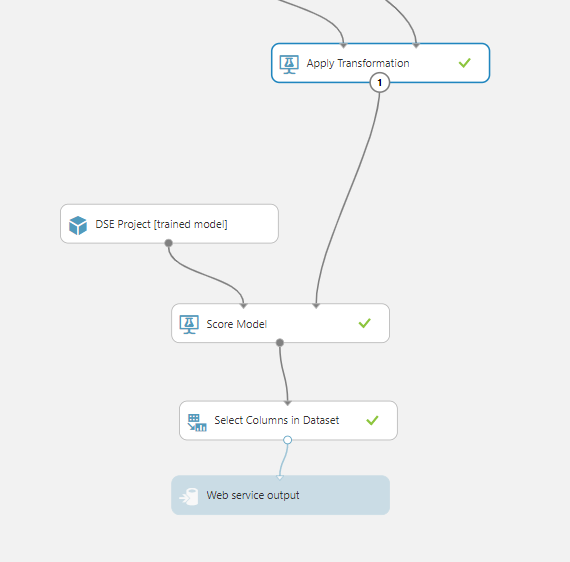 Apply Transformation
1
DSE Project [trained model]
Score Model
Select Columns in Dataset
Web service output